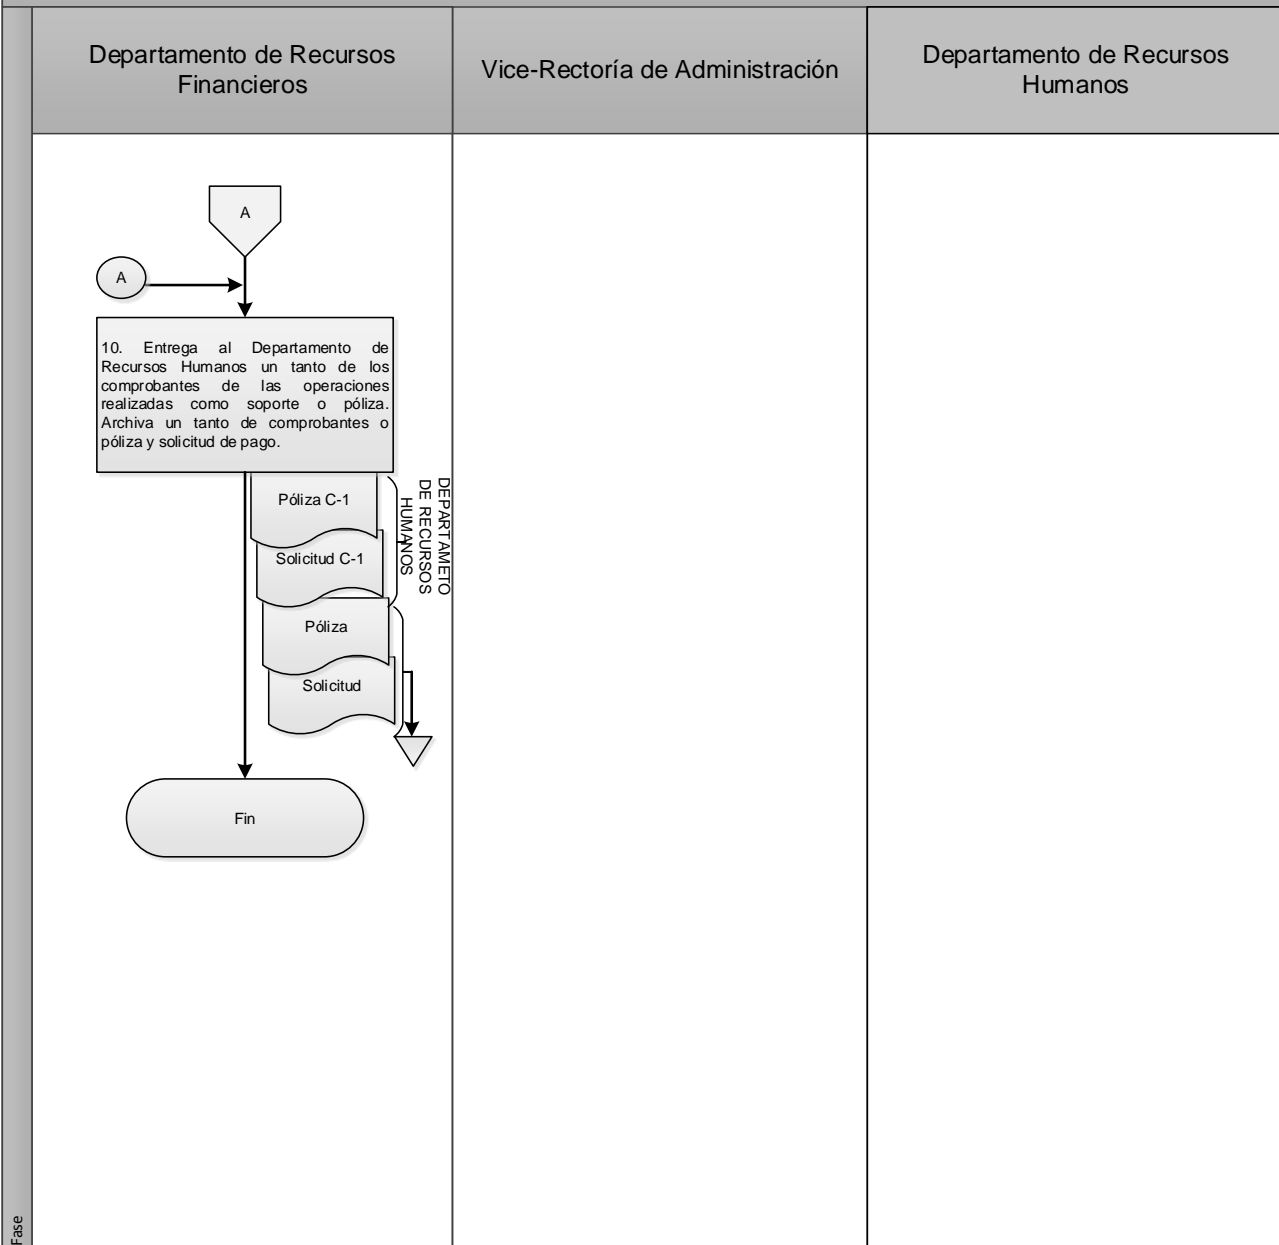 Departamento de Recursos
Financieros
Vice-Rectoría de Administración
Departamento de Recursos
Humanos
A
A
10. Entrega al Departamento de
Recursos Humanos un tanto de los
comprobantes de las operaciones
realizadas como soporte o póliza.
Archiva un tanto de comprobantes o
póliza y solicitud de pago.
Póliza C-1
Solicitud C-1
DEPARTAMETO
DE RECURSOS
HUMANOS
Póliza
Solicitud
Fin
Fase